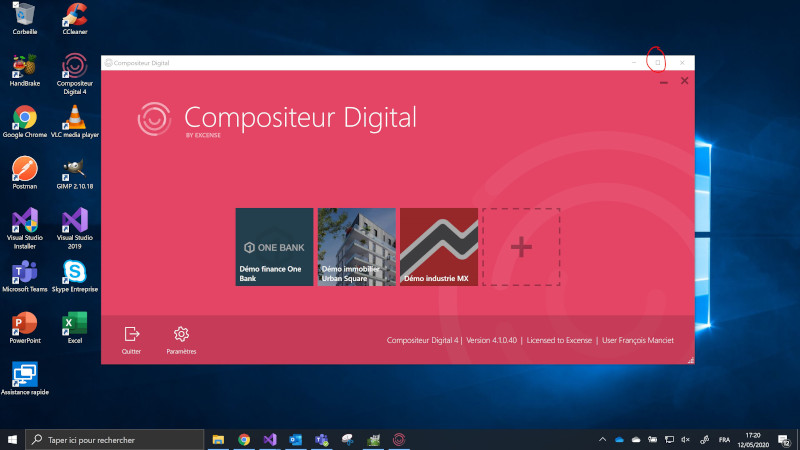 Corbeille
CCleaner
HandBrake
Compositeur
Digital 4
Google Chrome
VLC media player
Postman
GIMP 2.10.18
Visual Studio
Installer
Visual Studio
2019
Microsoft Teams
Skype Entreprise
PowerPoint
Excel
Assistance rapide
Compositeur Digital
Compositeur Digital
BY EXCENSE
ONE BANK
Démo finance One
Bank
Démo immobilier
Urban Square
Démo industrie MX
Quitter
Paramètres
Compositeur Digital 4 | Version 4.1.0.40 | Licensed to Excense | User François Manciet
Taper ici pour rechercher
FRA
17:20
12/05/2020
12